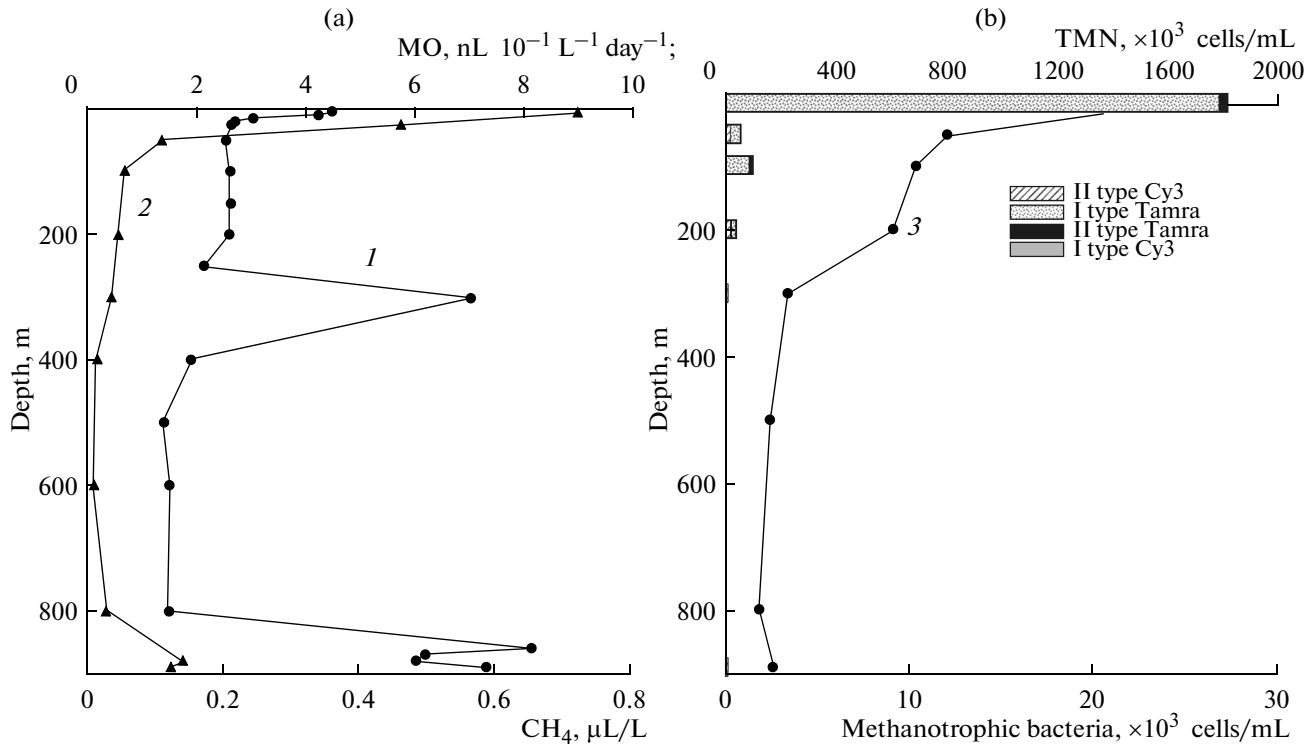 (a)
MO, nL 10⁻¹ L⁻¹ day⁻¹;
0 2 4 6 8 10
Depth, m
200
400
600
800
2
1
0 0.2 0.4 0.6 0.8
CH₄, µL/L
(b)
TMN, ×10³ cells/mL
0 400 800 1200 1600 2000
Depth, m
200
400
600
800
II type Cy3
I type Tamra
II type Tamra
I type Cy3
3
0 10 20 30
Methanotrophic bacteria, ×10³ cells/mL